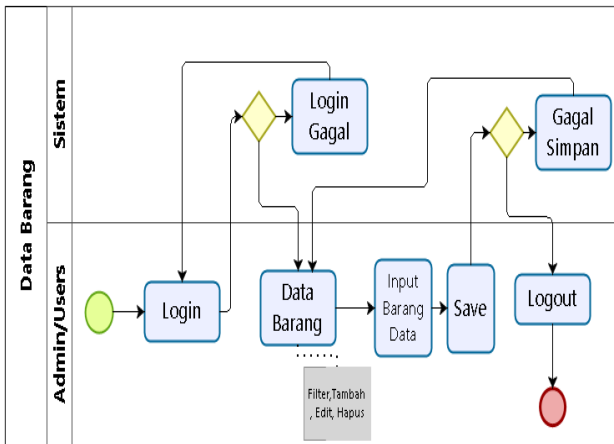 Data Barang
Sistem
Admin/Users
Login
Gagal
Gagal
Simpan
Login
Data
Barang
Input
Barang
Data
Save
Logout
Filter,Tambah
, Edit, Hapus